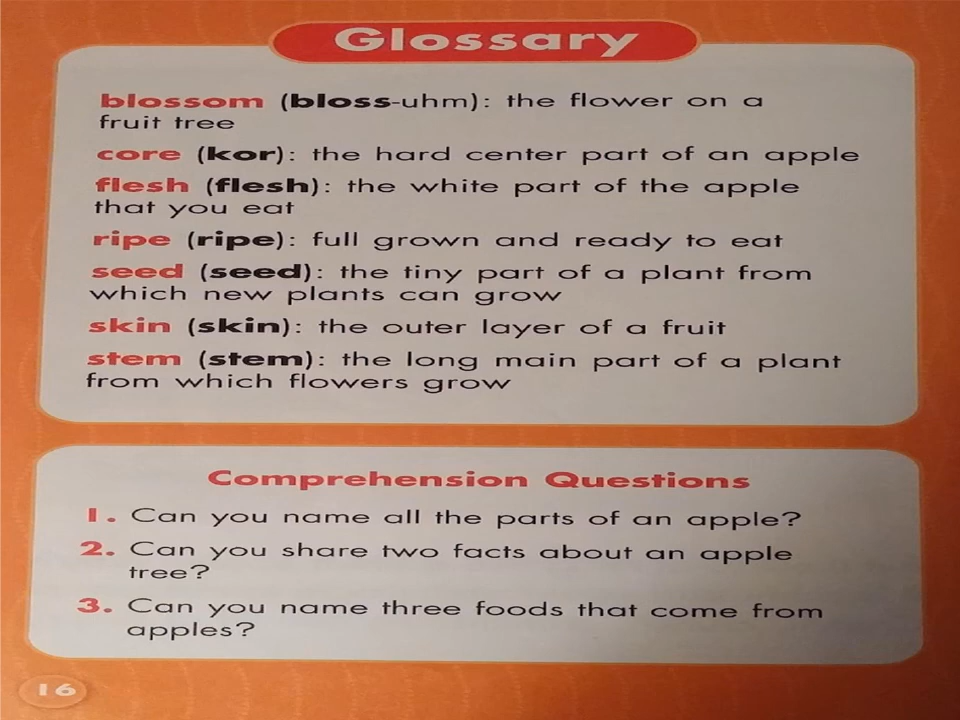 Glossary
blossom (bloss-uhm): the flower on a
fruit tree
core (kor): the hard center part of an apple
flesh (flesh): the white part of the apple
that you eat
ripe (ripe): full grown and ready to eat
seed (seed): the tiny part of a plant from
which new plants can grow
skin (skin): the outer layer of a fruit
stem (stem): the long main part of a plant
from which flowers grow
Comprehension Questions
1. Can you name all the parts of an apple?
2. Can you share two facts about an apple
tree?
3. Can you name three foods that come from
apples?
16